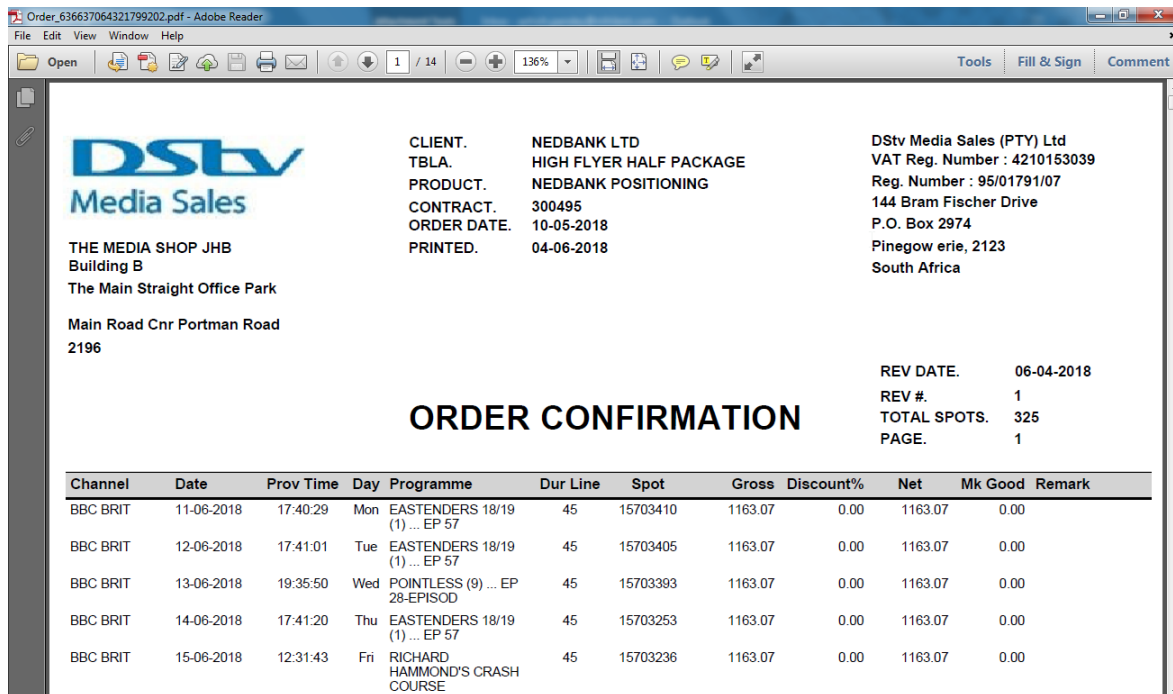 Order_636637064321799202.pdf - Adobe Reader
File Edit View Window Help
Open 1 / 14 136% Tools Fill & Sign Comment
DStv
Media Sales
THE MEDIA SHOP JHB
Building B
The Main Straight Office Park
Main Road Cnr Portman Road
2196
CLIENT. NEDBANK LTD
TBLA. HIGH FLYER HALF PACKAGE
PRODUCT. NEDBANK POSITIONING
CONTRACT. 300495
ORDER DATE. 10-05-2018
PRINTED. 04-06-2018
DStv Media Sales (PTY) Ltd
VAT Reg. Number : 4210153039
Reg. Number : 95/01791/07
144 Bram Fischer Drive
P.O. Box 2974
Pinegow erie, 2123
South Africa
REV DATE. 06-04-2018
REV #. 1
TOTAL SPOTS. 325
PAGE. 1
ORDER CONFIRMATION
Channel Date Prov Time Day Programme Dur Line Spot Gross Discount% Net Mk Good Remark
BBC BRIT 11-06-2018 17:40:29 Mon EASTENDERS 18/19 45 15703410 1163.07 0.00 1163.07 0.00
(1) ... EP 57
BBC BRIT 12-06-2018 17:41:01 Tue EASTENDERS 18/19 45 15703405 1163.07 0.00 1163.07 0.00
(1) ... EP 57
BBC BRIT 13-06-2018 19:35:50 Wed POINTLESS (9) ... EP 45 15703393 1163.07 0.00 1163.07 0.00
28-EPISOD
BBC BRIT 14-06-2018 17:41:20 Thu EASTENDERS 18/19 45 15703253 1163.07 0.00 1163.07 0.00
(1) ... EP 57
BBC BRIT 15-06-2018 12:31:43 Fri RICHARD 45 15703236 1163.07 0.00 1163.07 0.00
HAMMOND'S CRASH
COURSE